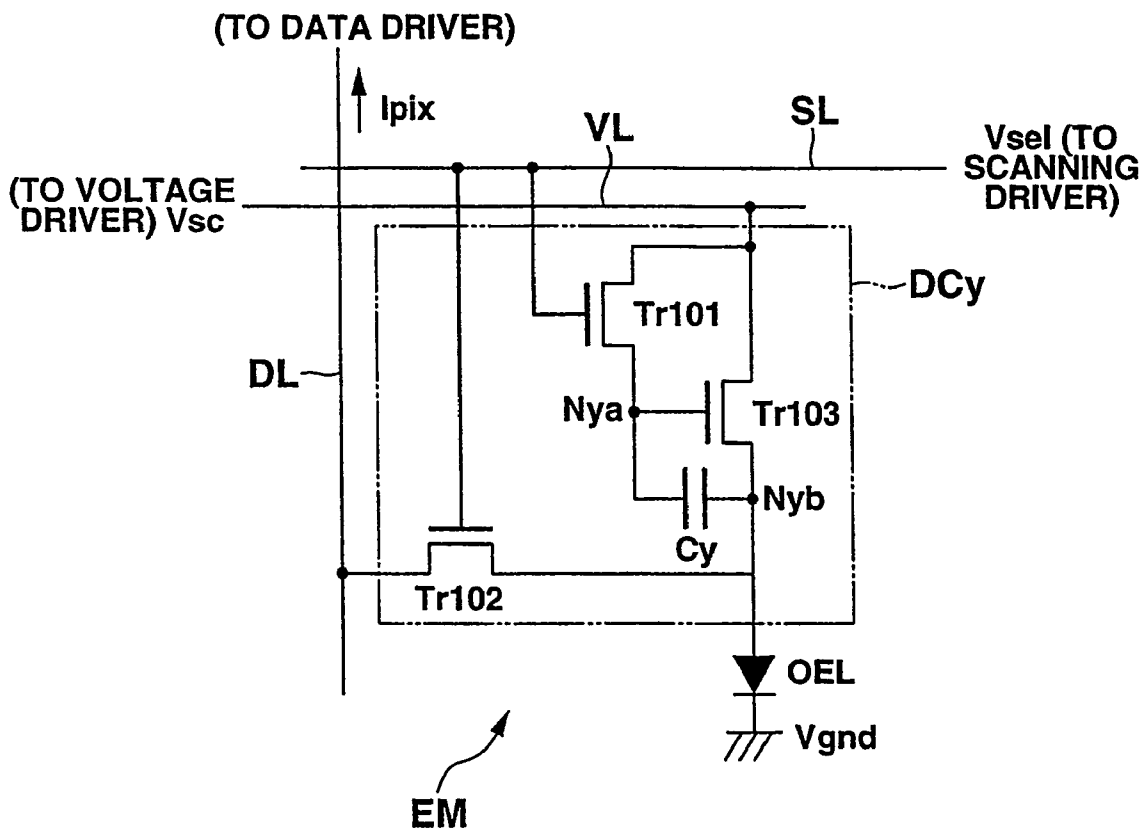 (TO DATA DRIVER)
Ipix
VL
SL
Vsel (TO
SCANNING
DRIVER)
(TO VOLTAGE
DRIVER) Vsc
DCy
Tr101
DL
Nya
Tr103
Nyb
Cy
Tr102
OEL
Vgnd
EM